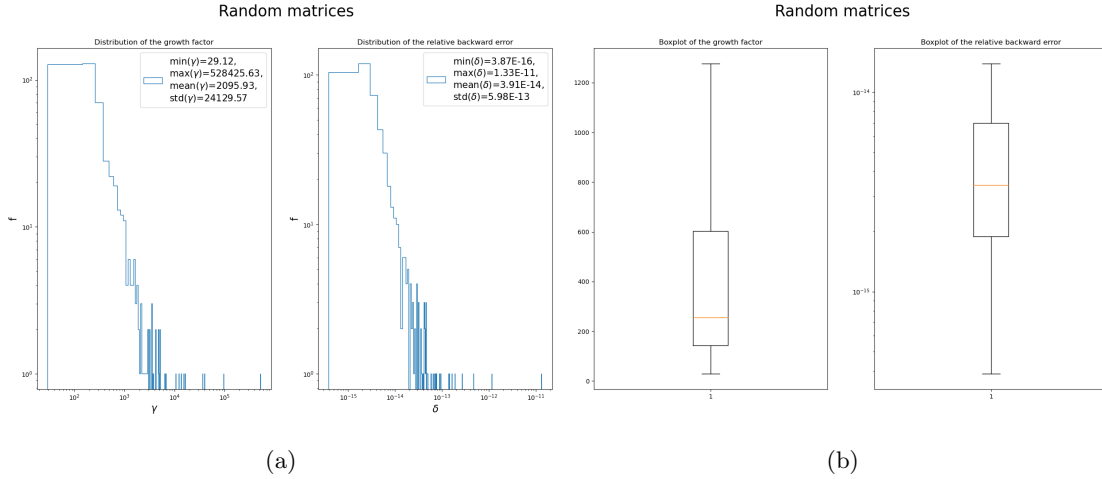 Random matrices
Distribution of the growth factor
min(γ)=29.12,
max(γ)=528425.63,
mean(γ)=2095.93,
std(γ)=24129.57
f
10²
10¹
10⁰
10² 10³ 10⁴ 10⁵
γ
Distribution of the relative backward error
min(δ)=3.87E-16,
max(δ)=1.33E-11,
mean(δ)=3.91E-14,
std(δ)=5.98E-13
f
10²
10¹
10⁰
10⁻¹⁵ 10⁻¹⁴ 10⁻¹³ 10⁻¹² 10⁻¹¹
δ
(a)
Random matrices
Boxplot of the growth factor
1200
1000
800
600
400
200
0
1
Boxplot of the relative backward error
10⁻¹⁴
10⁻¹⁵
1
(b)